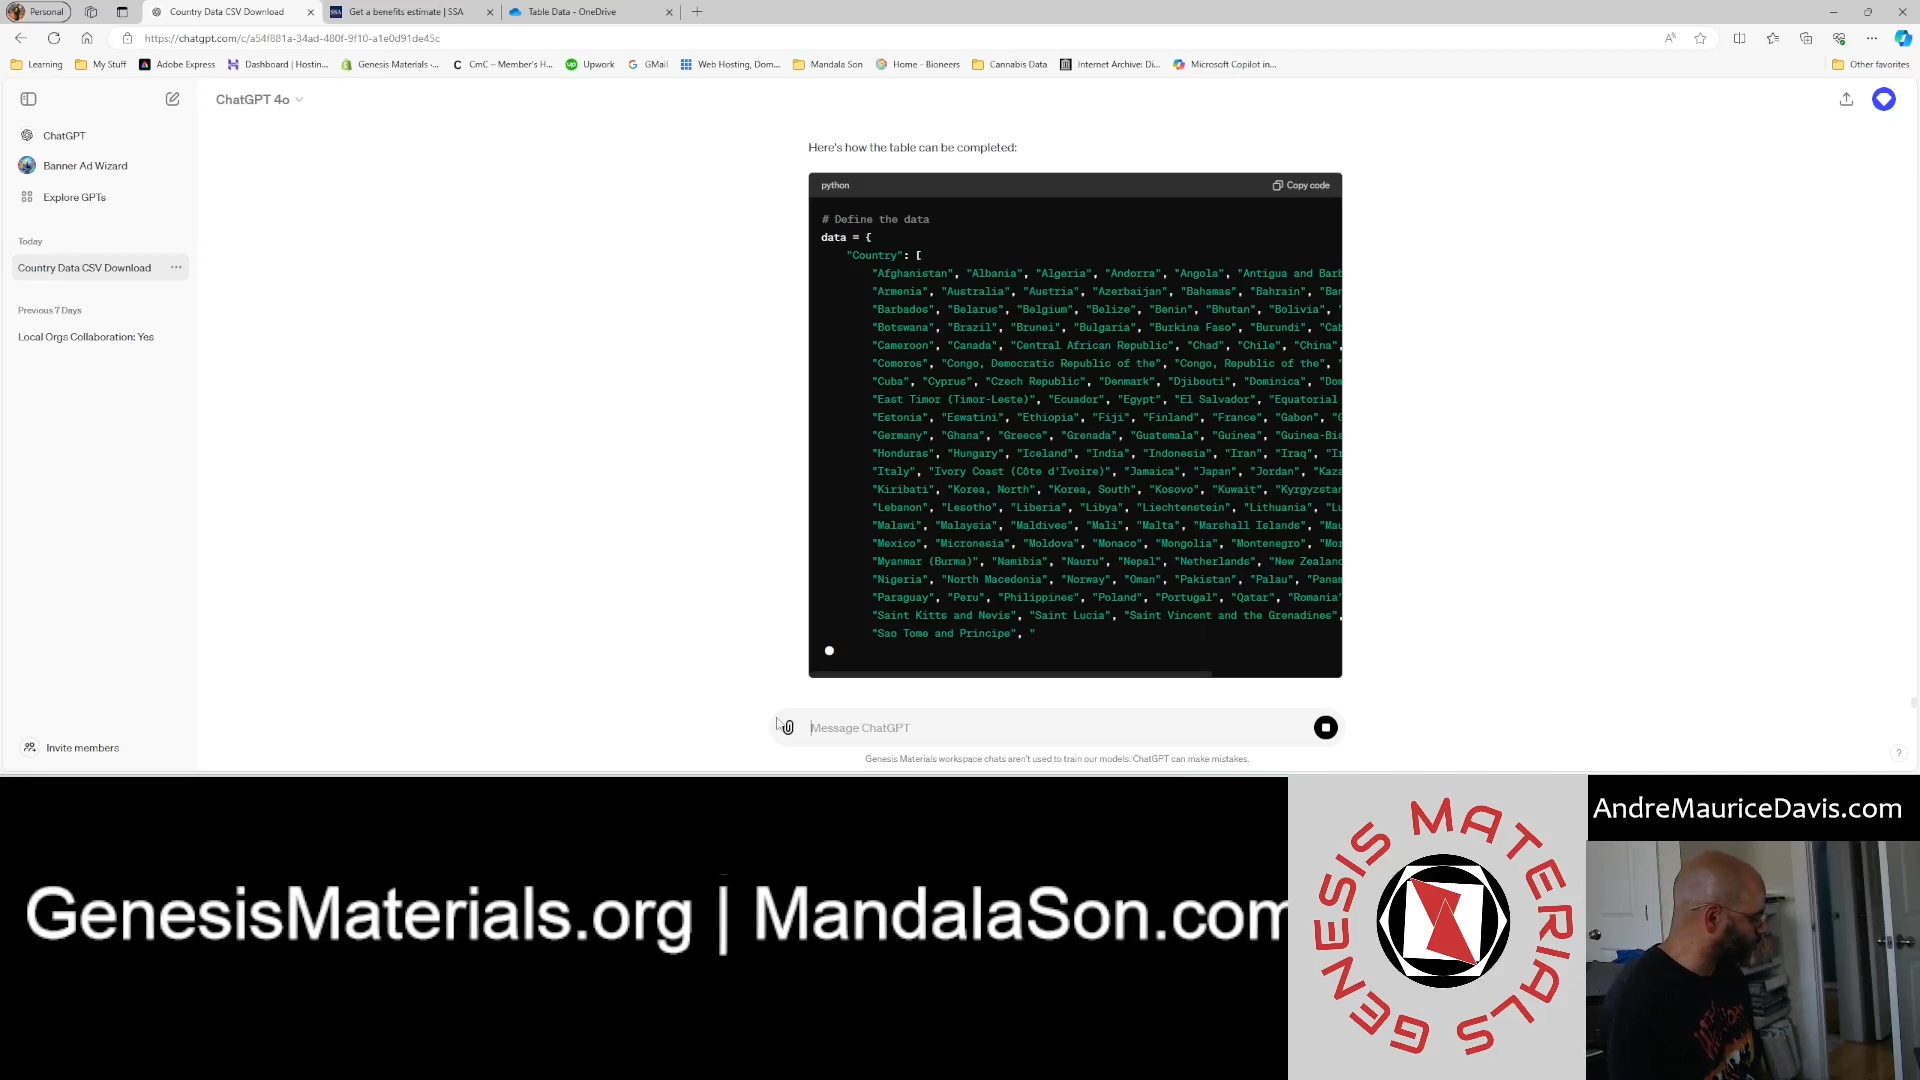 Personal
Country Data CSV Download
Get a benefits estimate | SSA
Table Data - OneDrive
https://chatgpt.com/c/a54f881a-34ad-480f-9f10-a1e0d91de45c
Learning
My Stuff
Adobe Express
Dashboard | Hostin...
Genesis Materials ·...
CmC – Member's H...
Upwork
GMail
Web Hosting, Dom...
Mandala Son
Home - Bioneers
Cannabis Data
Internet Archive: Di...
Microsoft Copilot in...
Other favorites
ChatGPT 4o
ChatGPT
Banner Ad Wizard
Explore GPTs
Today
Country Data CSV Download
Previous 7 Days
Local Orgs Collaboration: Yes
Invite members
Here's how the table can be completed:
python
Copy code
# Define the data
data = {
"Country": [
"Afghanistan", "Albania", "Algeria", "Andorra", "Angola", "Antigua and Barb
"Armenia", "Australia", "Austria", "Azerbaijan", "Bahamas", "Bahrain", "Ban
"Barbados", "Belarus", "Belgium", "Belize", "Benin", "Bhutan", "Bolivia", "
"Botswana", "Brazil", "Brunei", "Bulgaria", "Burkina Faso", "Burundi", "Cab
"Cameroon", "Canada", "Central African Republic", "Chad", "Chile", "China",
"Comoros", "Congo, Democratic Republic of the", "Congo, Republic of the", "
"Cuba", "Cyprus", "Czech Republic", "Denmark", "Djibouti", "Dominica", "Dom
"East Timor (Timor-Leste)", "Ecuador", "Egypt", "El Salvador", "Equatorial
"Estonia", "Eswatini", "Ethiopia", "Fiji", "Finland", "France", "Gabon", "G
"Germany", "Ghana", "Greece", "Grenada", "Guatemala", "Guinea", "Guinea-Bis
"Honduras", "Hungary", "Iceland", "India", "Indonesia", "Iran", "Iraq", "Ir
"Italy", "Ivory Coast (Côte d'Ivoire)", "Jamaica", "Japan", "Jordan", "Kaza
"Kiribati", "Korea, North", "Korea, South", "Kosovo", "Kuwait", "Kyrgyzstan
"Lebanon", "Lesotho", "Liberia", "Libya", "Liechtenstein", "Lithuania", "Lu
"Malawi", "Malaysia", "Maldives", "Mali", "Malta", "Marshall Islands", "Mau
"Mexico", "Micronesia", "Moldova", "Monaco", "Mongolia", "Montenegro", "Mor
"Myanmar (Burma)", "Namibia", "Nauru", "Nepal", "Netherlands", "New Zealand
"Nigeria", "North Macedonia", "Norway", "Oman", "Pakistan", "Palau", "Panam
"Paraguay", "Peru", "Philippines", "Poland", "Portugal", "Qatar", "Romania"
"Saint Kitts and Nevis", "Saint Lucia", "Saint Vincent and the Grenadines",
"Sao Tome and Principe", "
Message ChatGPT
Genesis Materials workspace chats aren't used to train our models. ChatGPT can make mistakes.
?
GenesisMaterials.org | MandalaSon.com
GENESIS MATERIALS
AndreMauriceDavis.com